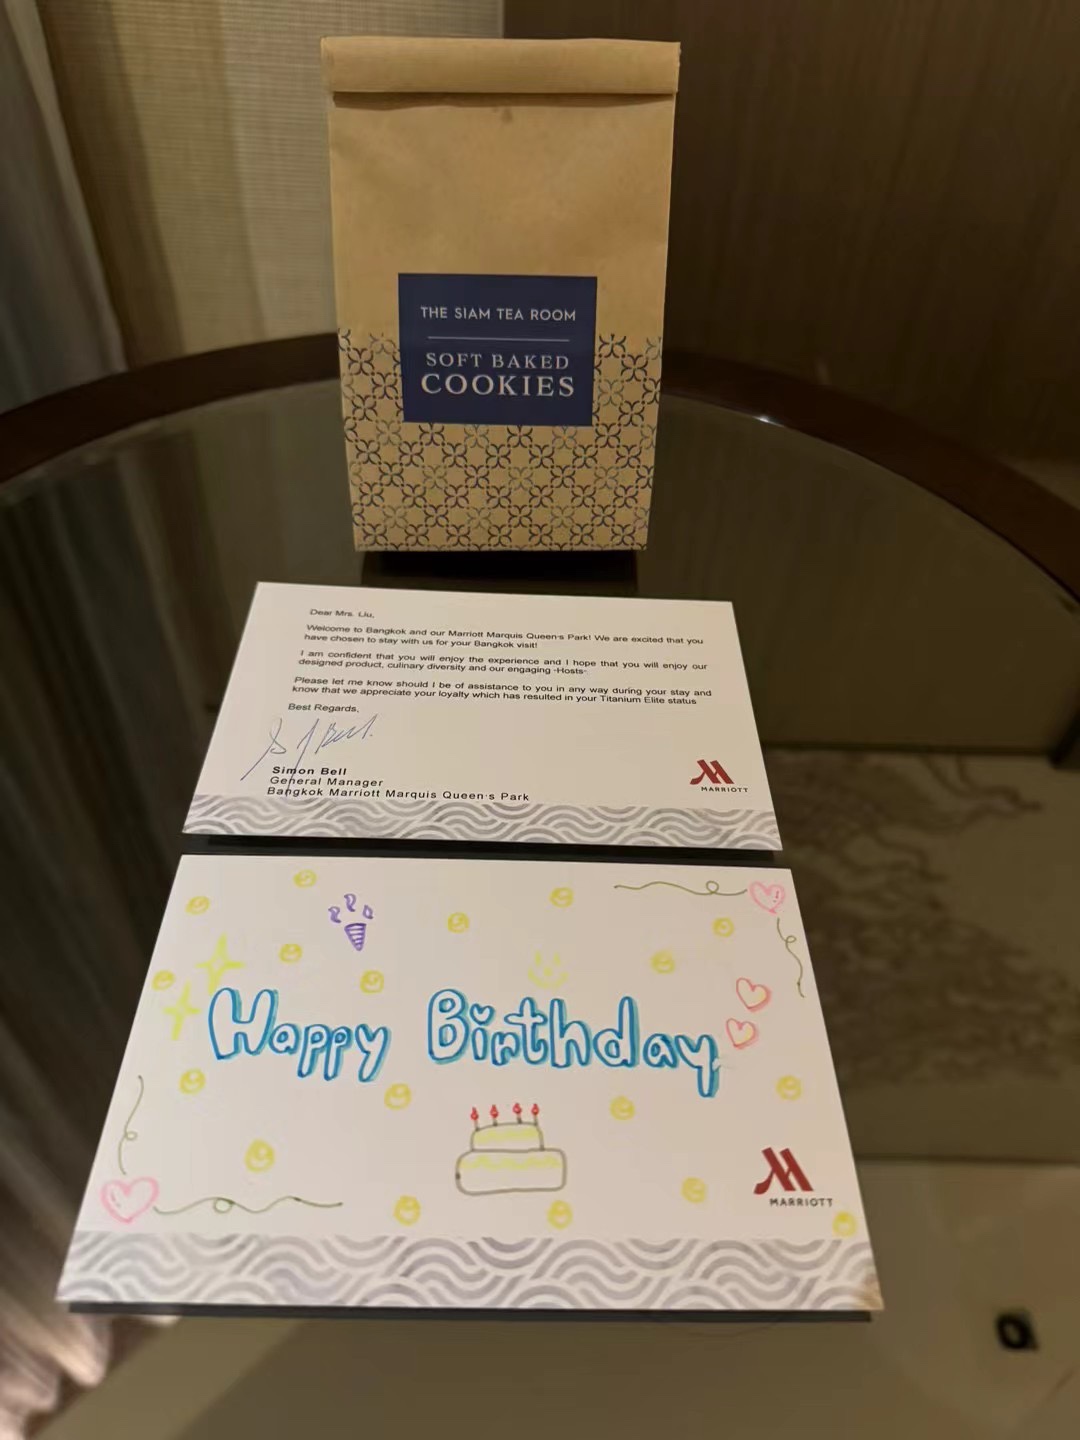 THE SIAM TEA ROOM
SOFT BAKED
COOKIES
Dear Mrs. Liu,
Welcome to Bangkok and our Marriott Marquis Queen's Park! We are excited that you
have chosen to stay with us for your Bangkok visit!
I am confident that you will enjoy the experience and I hope that you will enjoy our
designed product, culinary diversity and our engaging -Hosts-.
Please let me know should I be of assistance to you in any way during your stay and
know that we appreciate your loyalty which has resulted in your Titanium Elite status
Best Regards,
Simon Bell
General Manager
Bangkok Marriott Marquis Queen's Park
MARRIOTT
Happy Birthday
MARRIOTT